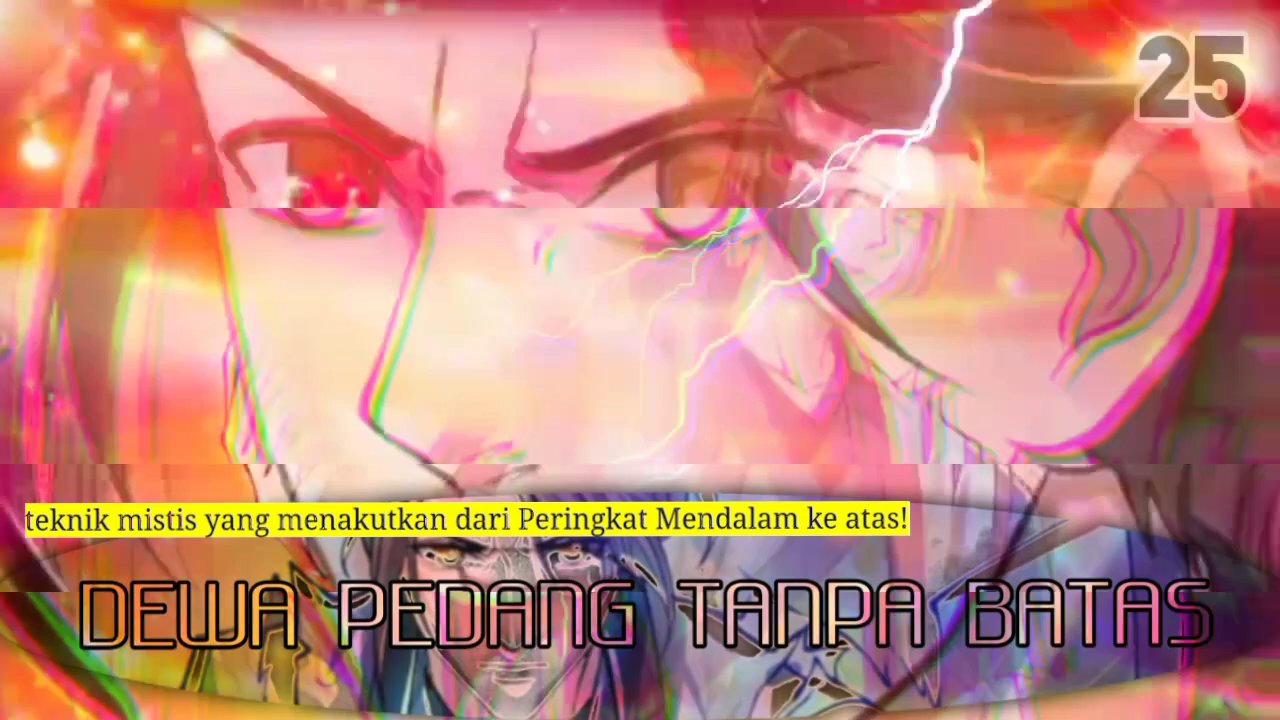 25
teknik mistis yang menakutkan dari Peringkat Mendalam ke atas!
DEWA PEDANG TANPA BATAS